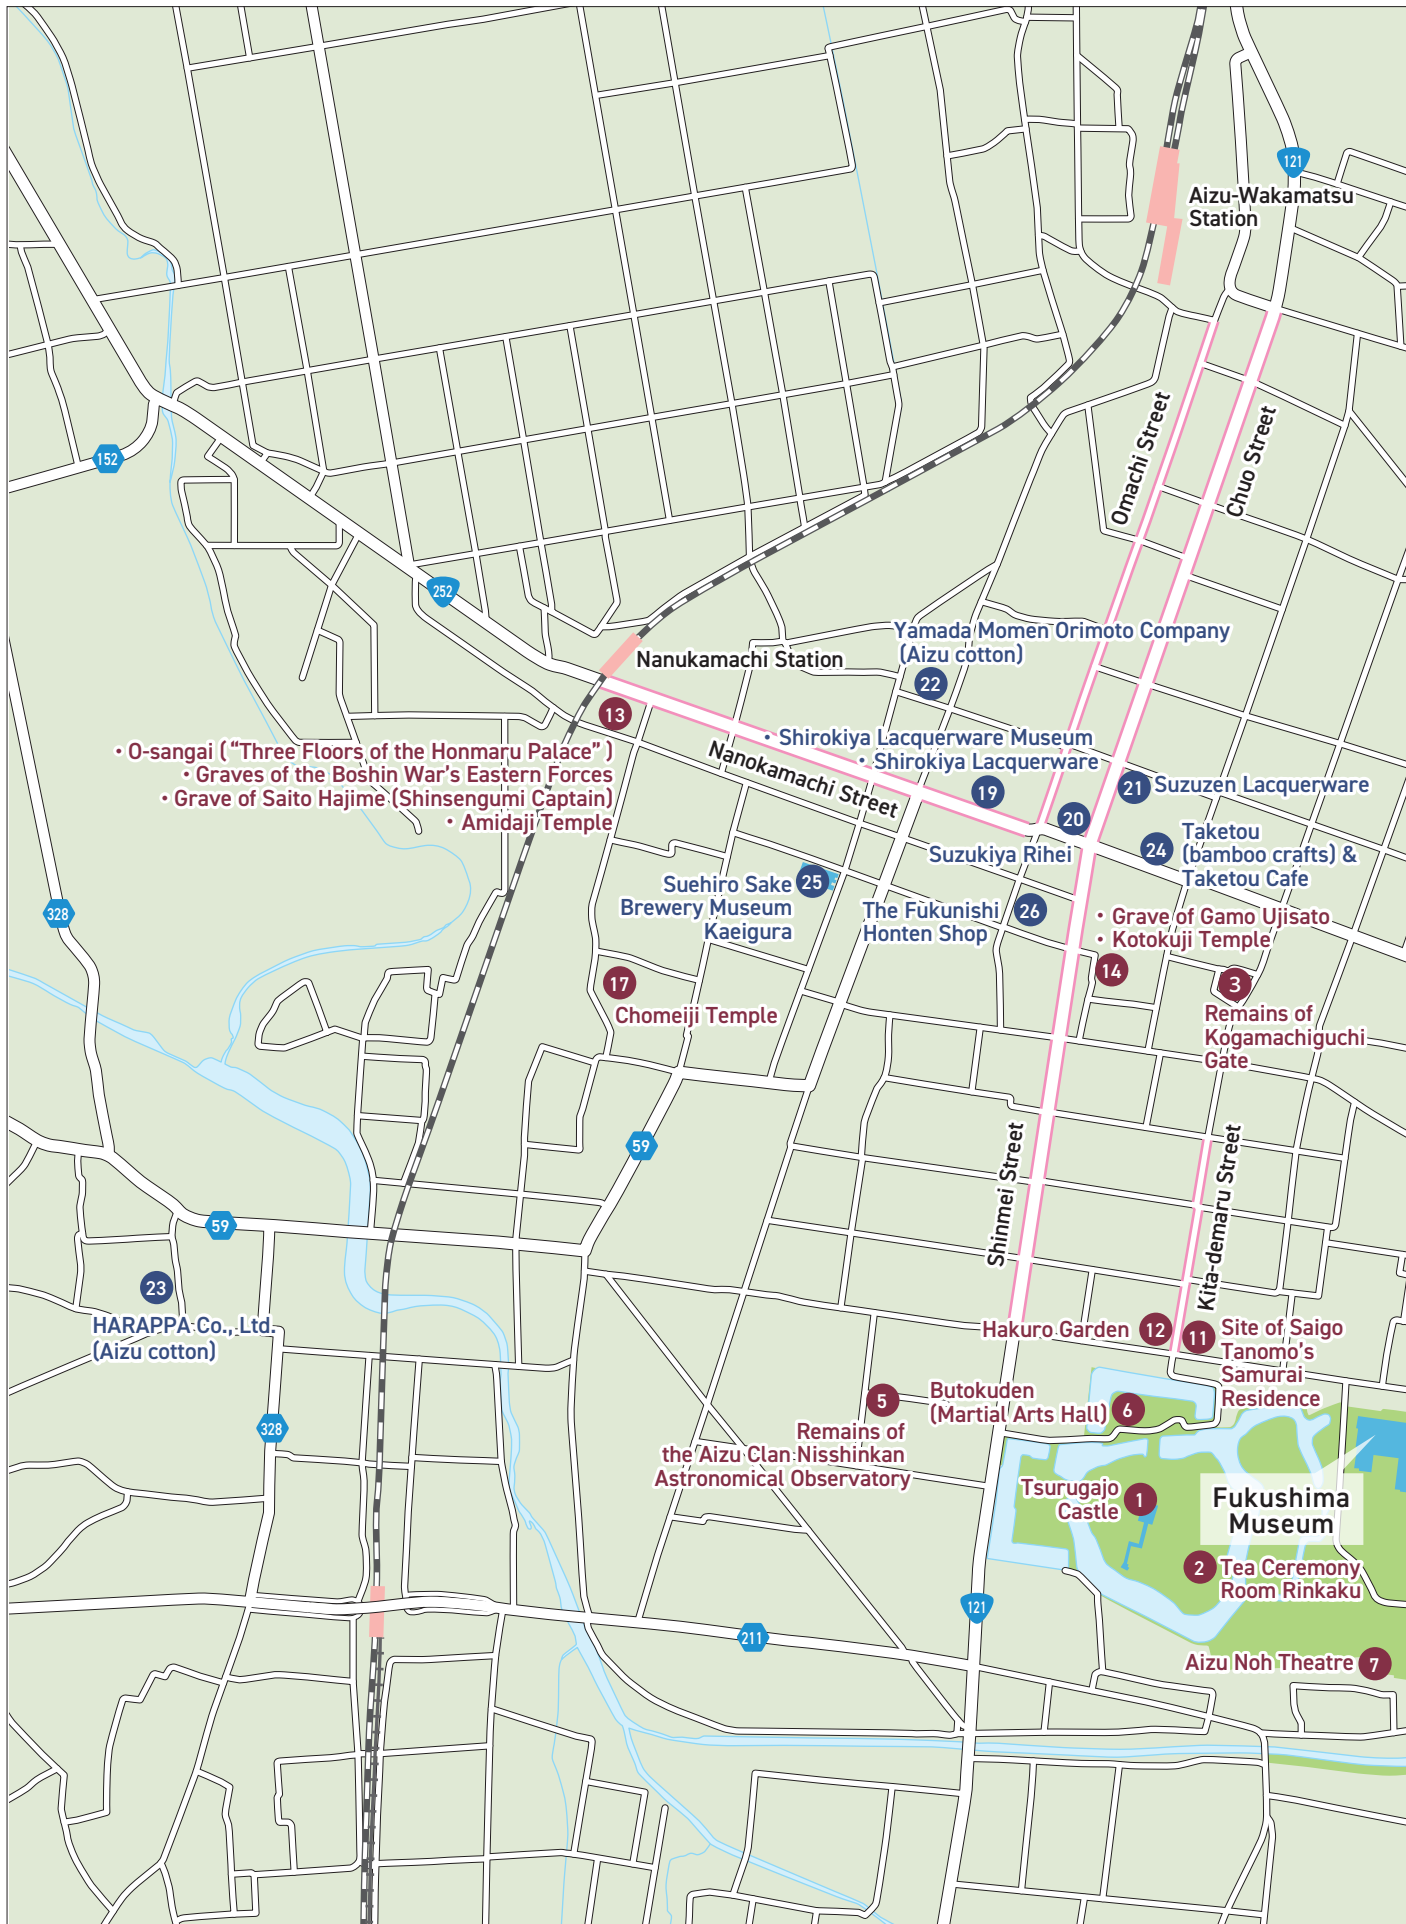 121
Aizu-Wakamatsu
Station
Omachi Street
Chuo Street
152
252
Yamada Momen Orimoto Company
(Aizu cotton)
22
Nanukamachi Station
13
• O-sangai ( “Three Floors of the Honmaru Palace” )
• Graves of the Boshin War’s Eastern Forces
• Grave of Saito Hajime (Shinsengumi Captain)
• Amidaji Temple
• Shirokiya Lacquerware Museum
• Shirokiya Lacquerware
Nanokamachi Street
19
21
Suzuzen Lacquerware
20
Suzukiya Rihei
24
Taketou
(bamboo crafts) &
Taketou Cafe
Suehiro Sake
Brewery Museum
Kaeigura
25
The Fukunishi
Honten Shop
26
328
• Grave of Gamo Ujisato
• Kotokuji Temple
14
3
Remains of
Kogamachiguchi
Gate
17
Chomeiji Temple
59
Shinmei Street
Kita-demaru Street
59
23
HARAPPA Co., Ltd.
(Aizu cotton)
Hakuro Garden
12
11
Site of Saigo
Tanomo’s
Samurai
Residence
5
Remains of
the Aizu Clan Nisshinkan
Astronomical Observatory
Butokuden
(Martial Arts Hall)
6
328
Tsurugajo
Castle
1
Fukushima
Museum
2
Tea Ceremony
Room Rinkaku
121
211
Aizu Noh Theatre
7